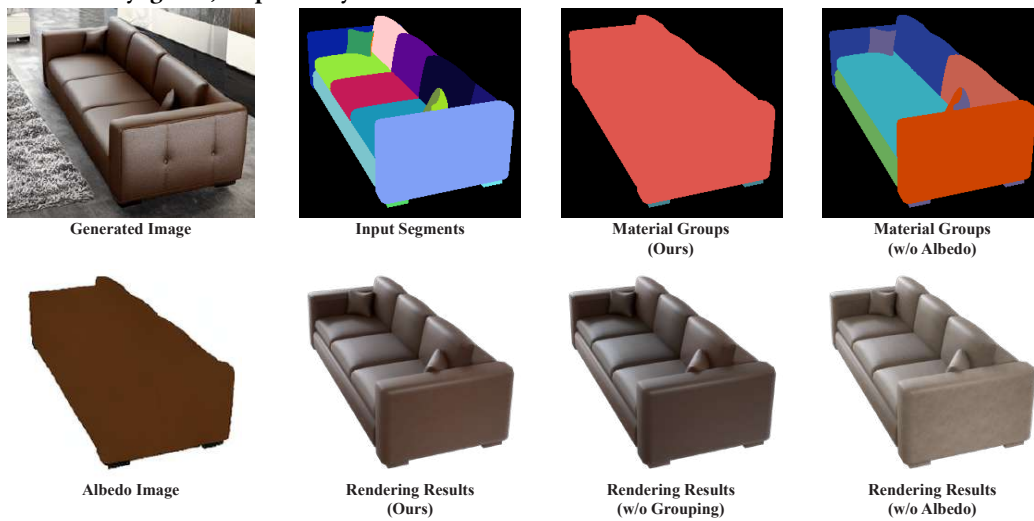 Generated Image
Input Segments
Material Groups
(Ours)
Material Groups
(w/o Albedo)
Albedo Image
Rendering Results
(Ours)
Rendering Results
(w/o Grouping)
Rendering Results
(w/o Albedo)